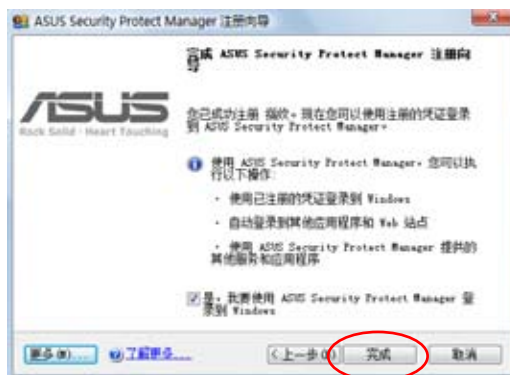 ASUS Security Protect Manager 注册向导
完成 ASUS Security Protect Manager 注册向
导
ASUS
Rock Solid · Heart Touching
您已成功注册 指纹。现在您可以使用注册的凭证登录
到 ASUS Security Protect Manager。
使用 ASUS Security Protect Manager，您可以执
行以下操作:
· 使用已注册的凭证登录到 Windows
· 自动登录到其他应用程序和 Web 站点
· 使用 ASUS Security Protect Manager 提供的
其他服务和应用程序
是，我要使用 ASUS Security Protect Manager 登
录到 Windows
更多(M)... 了解更多... <上一步(B) 完成 取消